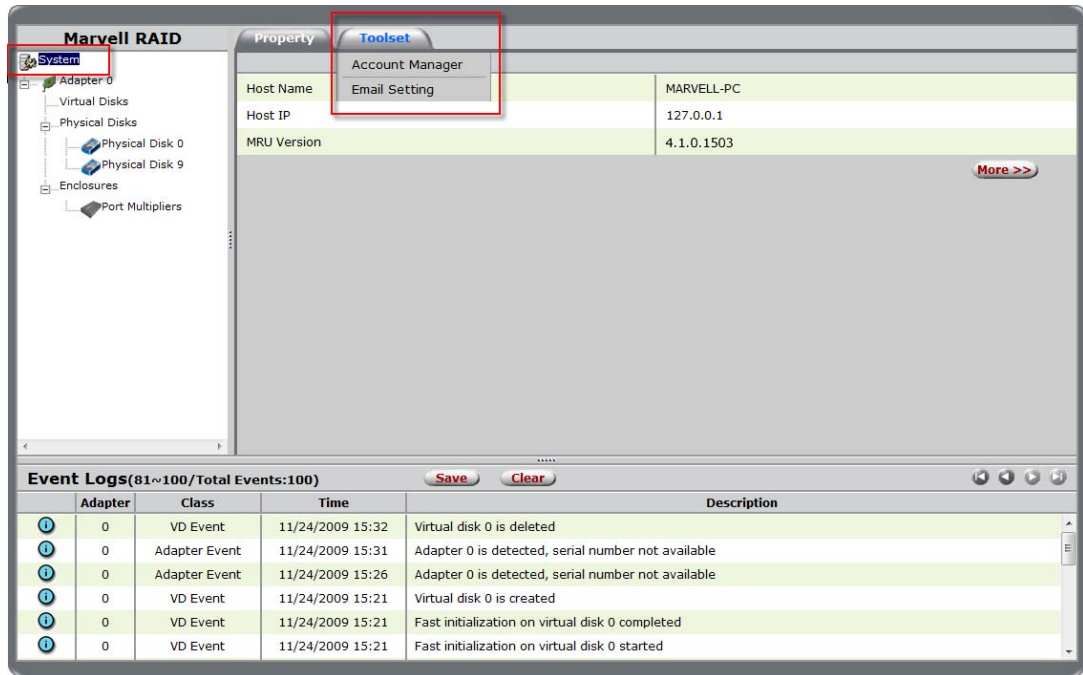 Marvell RAID
System
Adapter 0
Virtual Disks
Physical Disks
Physical Disk 0
Physical Disk 9
Enclosures
Port Multipliers
Property
Toolset
Account Manager
Email Setting
Host Name MARVELL-PC
Host IP 127.0.0.1
MRU Version 4.1.0.1503
More >>
Event Logs(81~100/Total Events:100) Save Clear
Adapter Class Time Description
0 VD Event 11/24/2009 15:32 Virtual disk 0 is deleted
0 Adapter Event 11/24/2009 15:31 Adapter 0 is detected, serial number not available
0 Adapter Event 11/24/2009 15:26 Adapter 0 is detected, serial number not available
0 VD Event 11/24/2009 15:21 Virtual disk 0 is created
0 VD Event 11/24/2009 15:21 Fast initialization on virtual disk 0 completed
0 VD Event 11/24/2009 15:21 Fast initialization on virtual disk 0 started